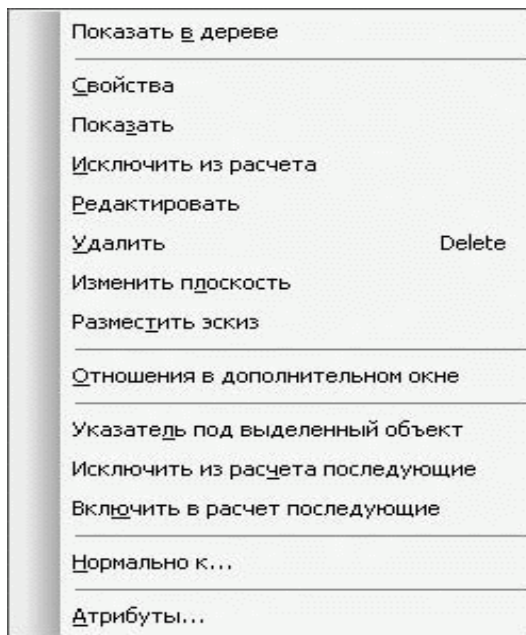 Показать в дереве
Свойства
Показать
Исключить из расчета
Редактировать
Удалить Delete
Изменить плоскость
Разместить эскиз
Отношения в дополнительном окне
Указатель под выделенный объект
Исключить из расчета последующие
Включить в расчет последующие
Нормально к...
Атрибуты...